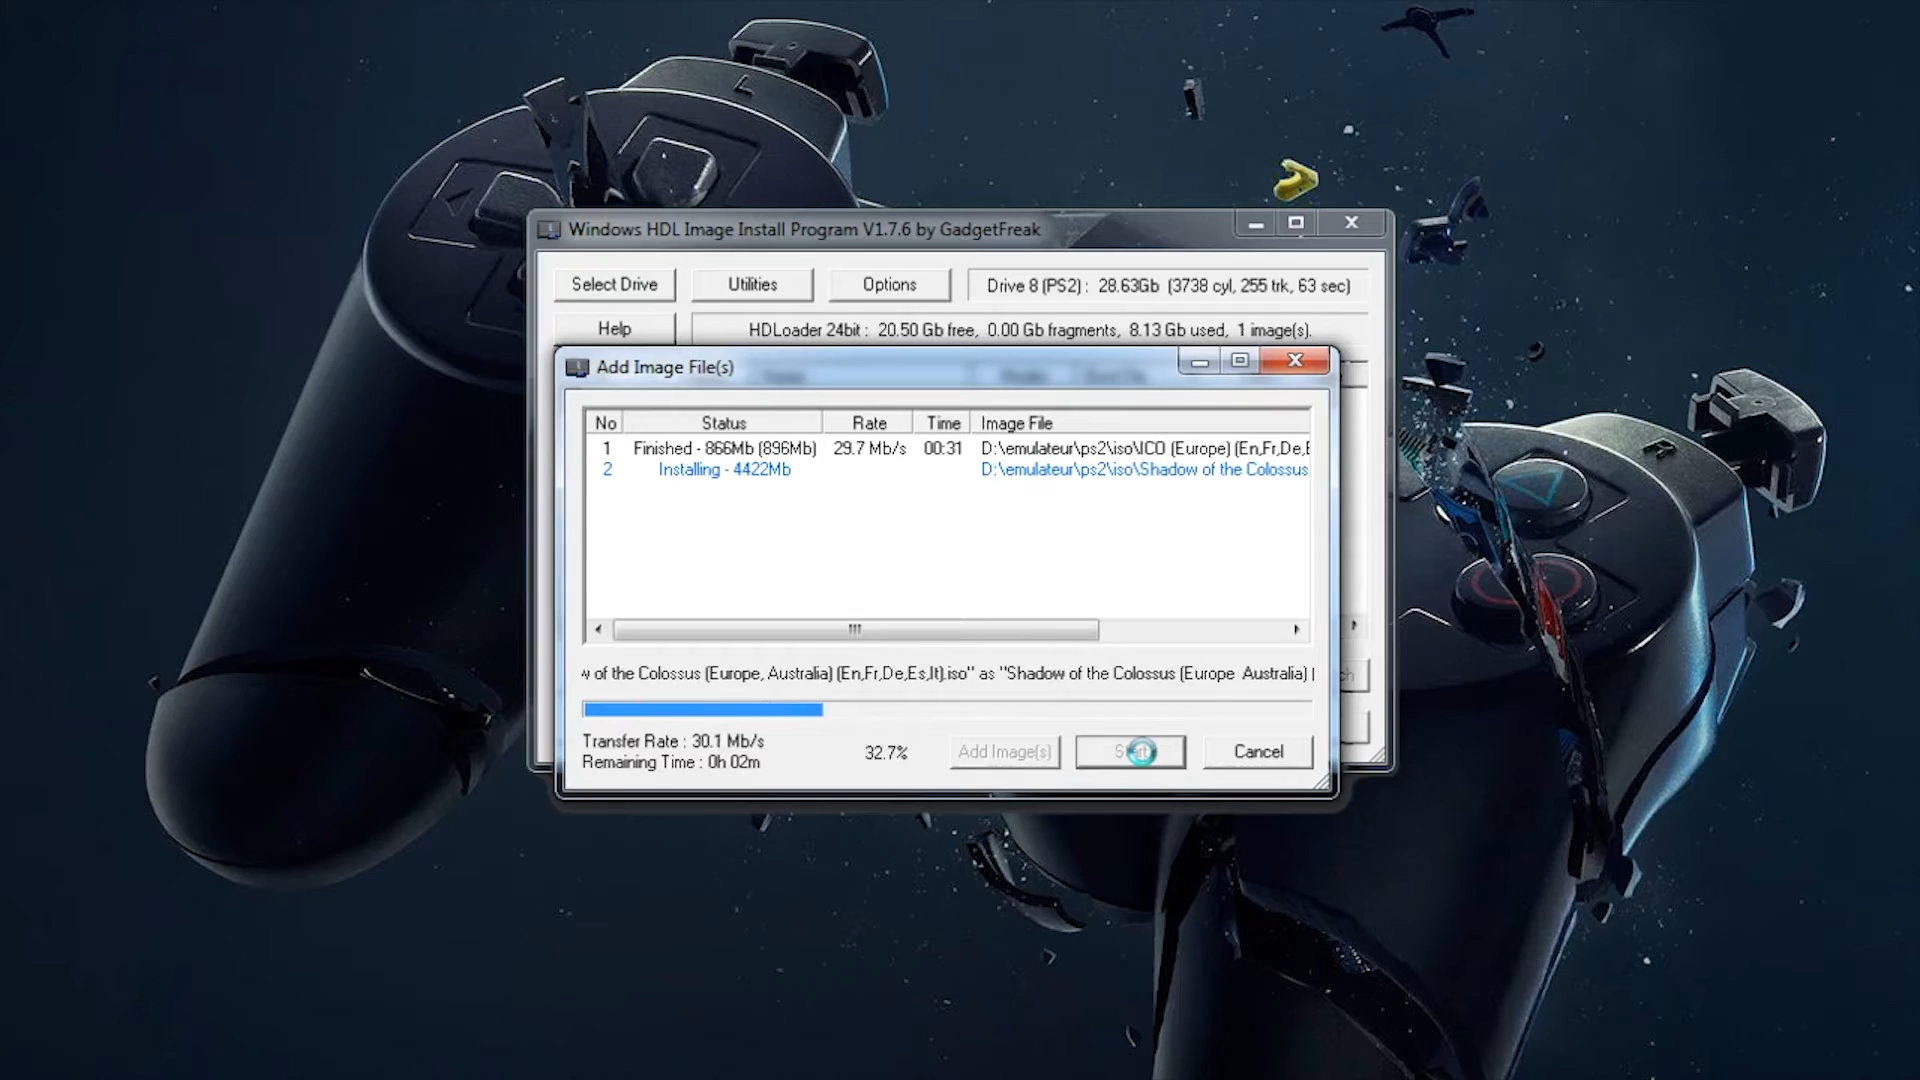 L
Windows HDL Image Install Program V1.7.6 by GadgetFreak
Select Drive
Utilities
Options
Drive 8 (PS2) : 28.63Gb (3738 cyl, 255 trk, 63 sec)
Help
HDLoader 24bit : 20.50 Gb free, 0.00 Gb fragments, 8.13 Gb used, 1 image(s).
Add Image File(s)
No Status Rate Time Image File
1 Finished - 866Mb (896Mb) 29.7 Mb/s 00:31 D:\emulateur\ps2\iso\ICO (Europe) (En,Fr,De,E
2 Installing - 4422Mb D:\emulateur\ps2\iso\Shadow of the Colossus
w of the Colossus (Europe, Australia) (En,Fr,De,Es,It).iso" as "Shadow of the Colossus (Europe Australia) (
ch
Transfer Rate : 30.1 Mb/s
Remaining Time : 0h 02m
32.7%
Add Image(s)
Start
Cancel
R